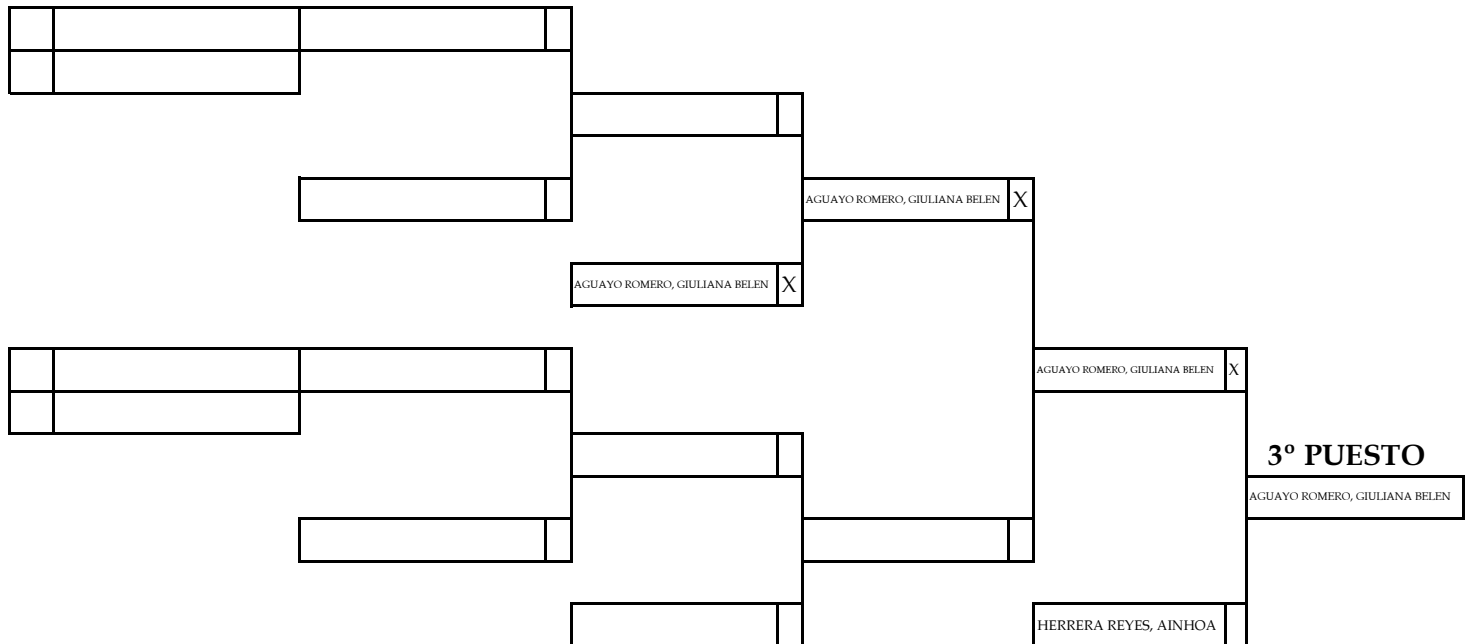 AGUAYO ROMERO, GIULIANA BELEN X
AGUAYO ROMERO, GIULIANA BELEN X
AGUAYO ROMERO, GIULIANA BELEN X
3º PUESTO
AGUAYO ROMERO, GIULIANA BELEN
HERRERA REYES, AINHOA